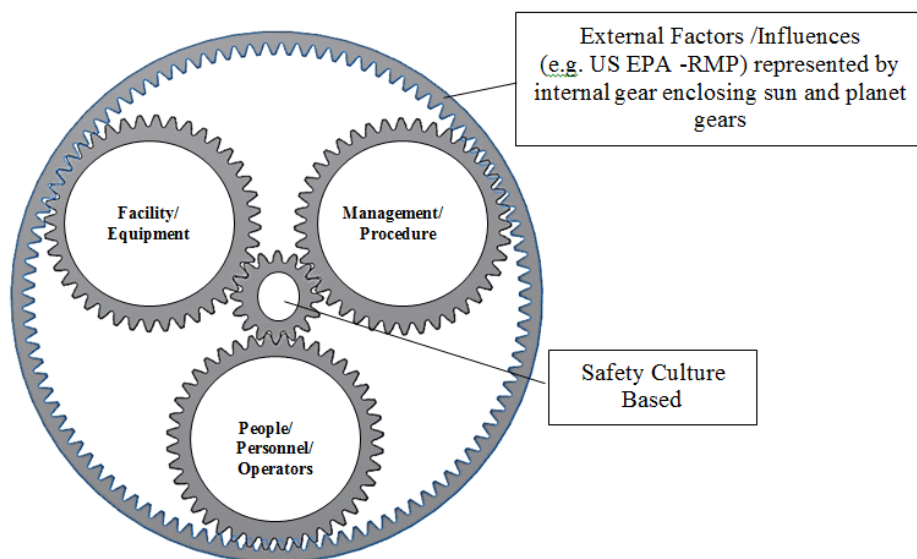 External Factors /Influences
(e.g. US EPA -RMP) represented by
internal gear enclosing sun and planet
gears
Facility/
Equipment
Management/
Procedure
Safety Culture
Based
People/
Personnel/
Operators